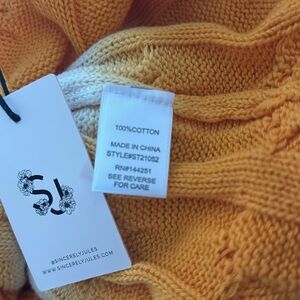 SJ
@SINCERELYJULES
WWW.SINCERELYJULES.COM
100%COTTON
MADE IN CHINA
STYLE#ST21052
RN#144251
SEE REVERSE
FOR CARE